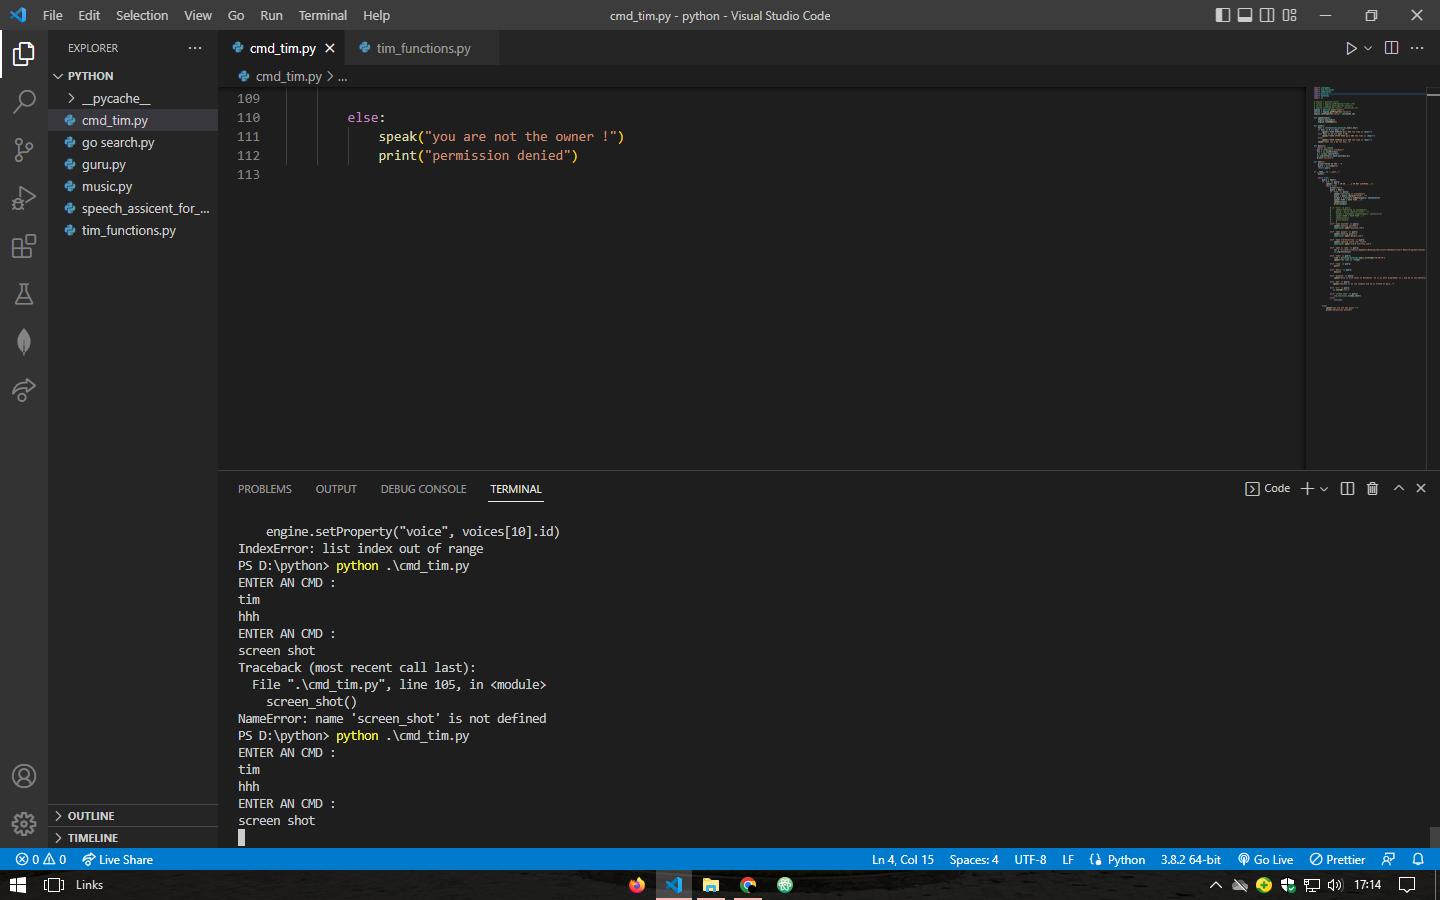 File Edit Selection View Go Run Terminal Help
cmd_tim.py - python - Visual Studio Code
EXPLORER
PYTHON
__pycache__
cmd_tim.py
go search.py
guru.py
music.py
speech_assicent_for_...
tim_functions.py
OUTLINE
TIMELINE
cmd_tim.py
tim_functions.py
cmd_tim.py > ...
109
110 else:
111 speak("you are not the owner !")
112 print("permission denied")
113
PROBLEMS OUTPUT DEBUG CONSOLE TERMINAL
Code
engine.setProperty("voice", voices[10].id)
IndexError: list index out of range
PS D:\python> python .\cmd_tim.py
ENTER AN CMD :
tim
hhh
ENTER AN CMD :
screen shot
Traceback (most recent call last):
File ".\cmd_tim.py", line 105, in <module>
screen_shot()
NameError: name 'screen_shot' is not defined
PS D:\python> python .\cmd_tim.py
ENTER AN CMD :
tim
hhh
ENTER AN CMD :
screen shot
0 0 Live Share
Ln 4, Col 15 Spaces: 4 UTF-8 LF Python 3.8.2 64-bit Go Live Prettier
Links
17:14